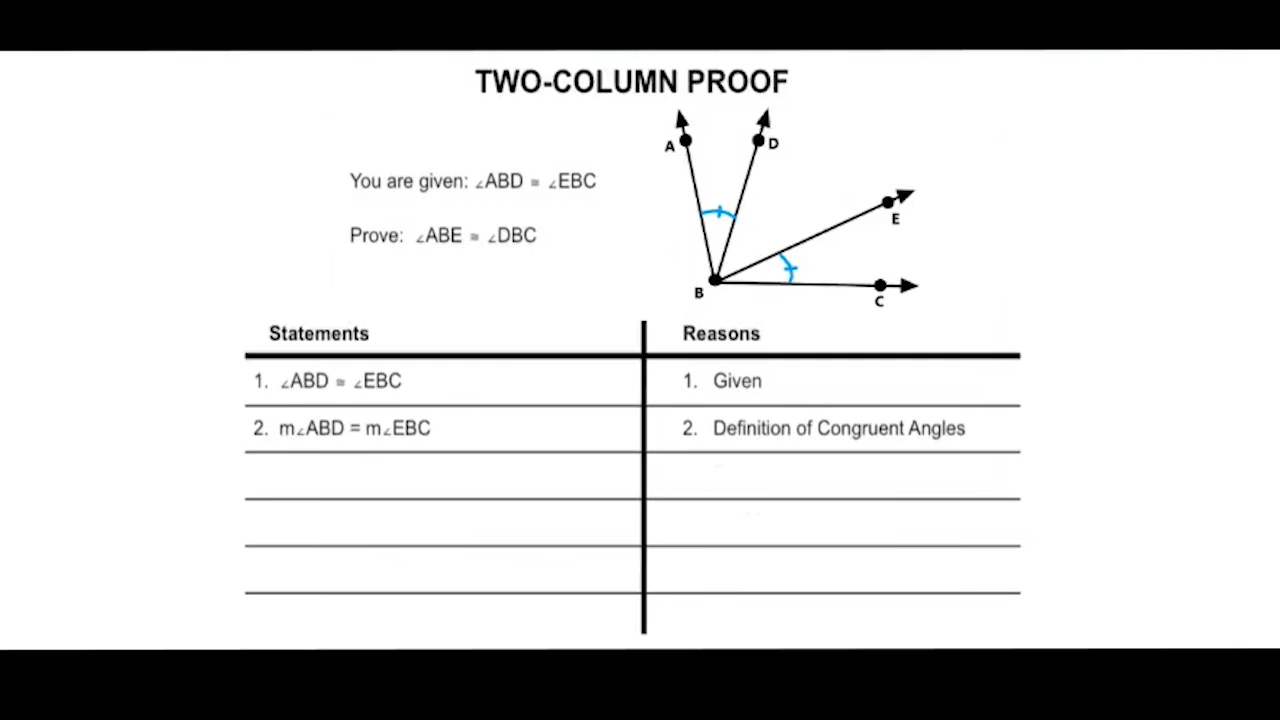 TWO-COLUMN PROOF
A
D
You are given: ∠ABD ≅ ∠EBC
E
Prove: ∠ABE ≅ ∠DBC
B
C
Statements Reasons
1. ∠ABD ≅ ∠EBC 1. Given
2. m∠ABD = m∠EBC 2. Definition of Congruent Angles